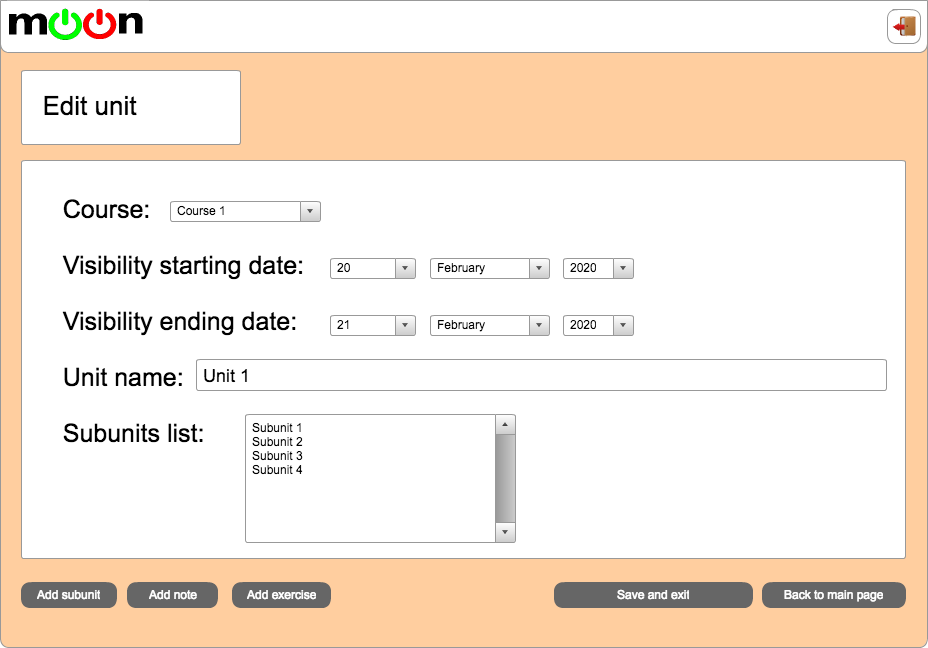 moon
Edit unit
Course: Course 1
Visibility starting date: 20 February 2020
Visibility ending date: 21 February 2020
Unit name: Unit 1
Subunits list:
Subunit 1
Subunit 2
Subunit 3
Subunit 4
Add subunit Add note Add exercise Save and exit Back to main page